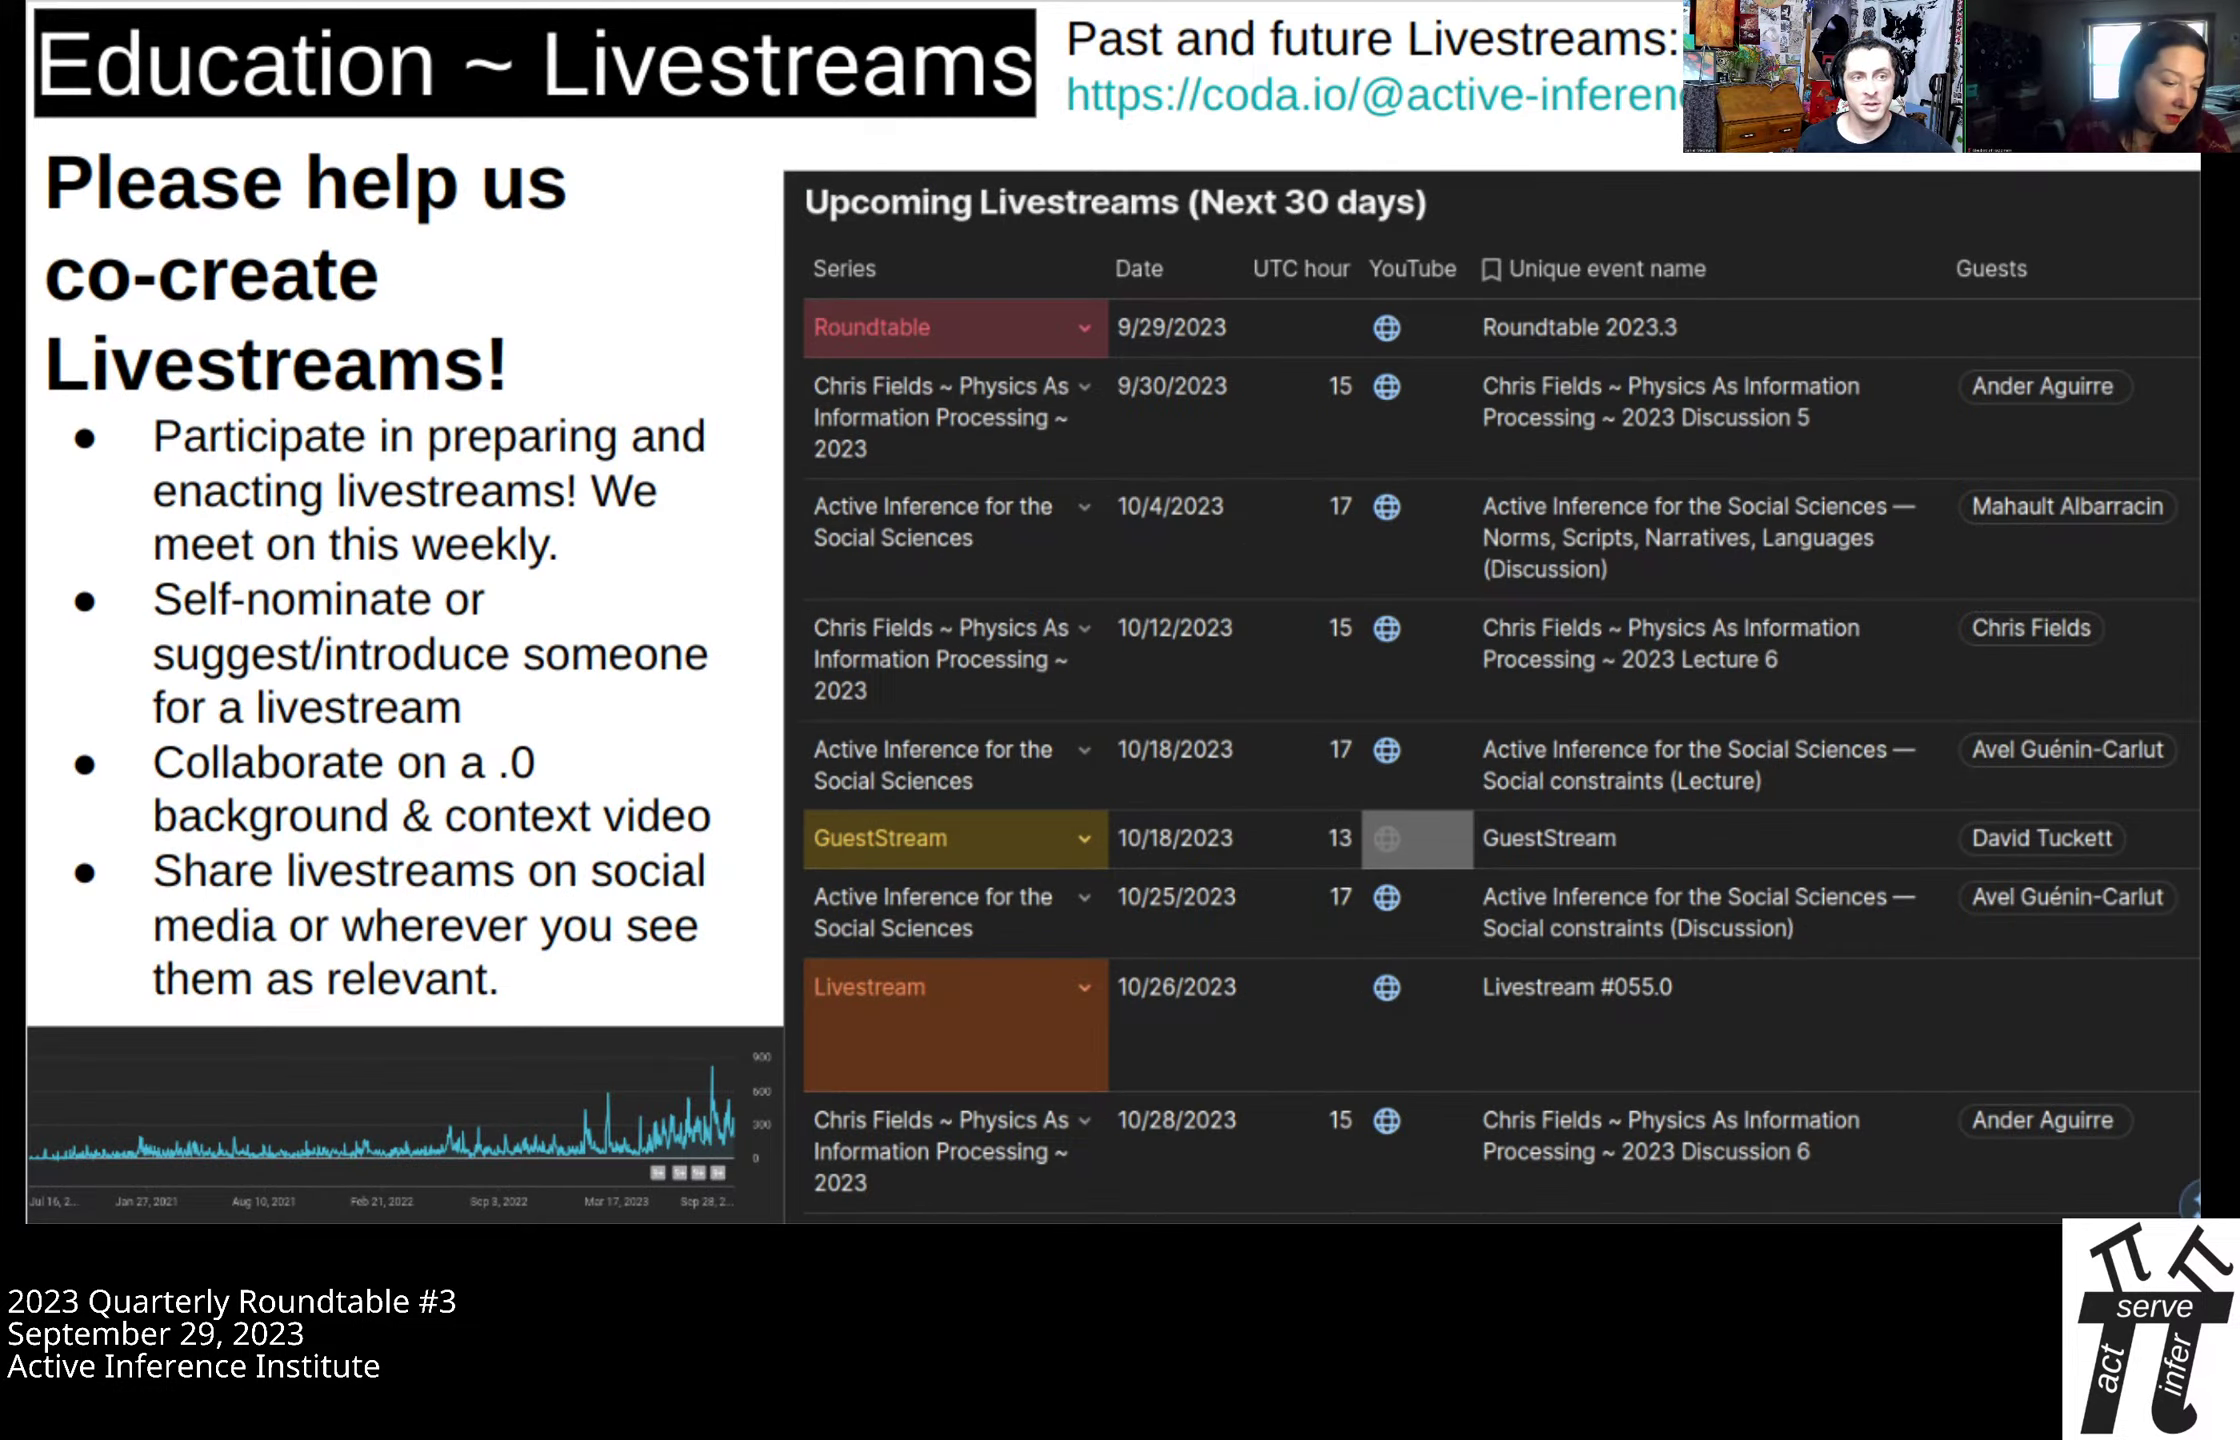 Education ~ Livestreams
Past and future Livestreams:
https://coda.io/@active-inferen
Please help us
co-create
Livestreams!
● Participate in preparing and
enacting livestreams! We
meet on this weekly.
● Self-nominate or
suggest/introduce someone
for a livestream
● Collaborate on a .0
background & context video
● Share livestreams on social
media or wherever you see
them as relevant.
Upcoming Livestreams (Next 30 days)
Series Date UTC hour YouTube Unique event name Guests
Roundtable 9/29/2023 Roundtable 2023.3
Chris Fields ~ Physics As 9/30/2023 15 Chris Fields ~ Physics As Information Ander Aguirre
Information Processing ~ Processing ~ 2023 Discussion 5
2023
Active Inference for the 10/4/2023 17 Active Inference for the Social Sciences — Mahault Albarracin
Social Sciences Norms, Scripts, Narratives, Languages
(Discussion)
Chris Fields ~ Physics As 10/12/2023 15 Chris Fields ~ Physics As Information Chris Fields
Information Processing ~ Processing ~ 2023 Lecture 6
2023
Active Inference for the 10/18/2023 17 Active Inference for the Social Sciences — Avel Guénin-Carlut
Social Sciences Social constraints (Lecture)
GuestStream 10/18/2023 13 GuestStream David Tuckett
Active Inference for the 10/25/2023 17 Active Inference for the Social Sciences — Avel Guénin-Carlut
Social Sciences Social constraints (Discussion)
Livestream 10/26/2023 Livestream #055.0
Chris Fields ~ Physics As 10/28/2023 15 Chris Fields ~ Physics As Information Ander Aguirre
Information Processing ~ Processing ~ 2023 Discussion 6
2023
900
600
300
0
Jul 16, 2... Jan 27, 2021 Aug 10, 2021 Feb 21, 2022 Sep 3, 2022 Mar 17, 2023 Sep 28, 2...
2023 Quarterly Roundtable #3
September 29, 2023
Active Inference Institute
serve
act
infer